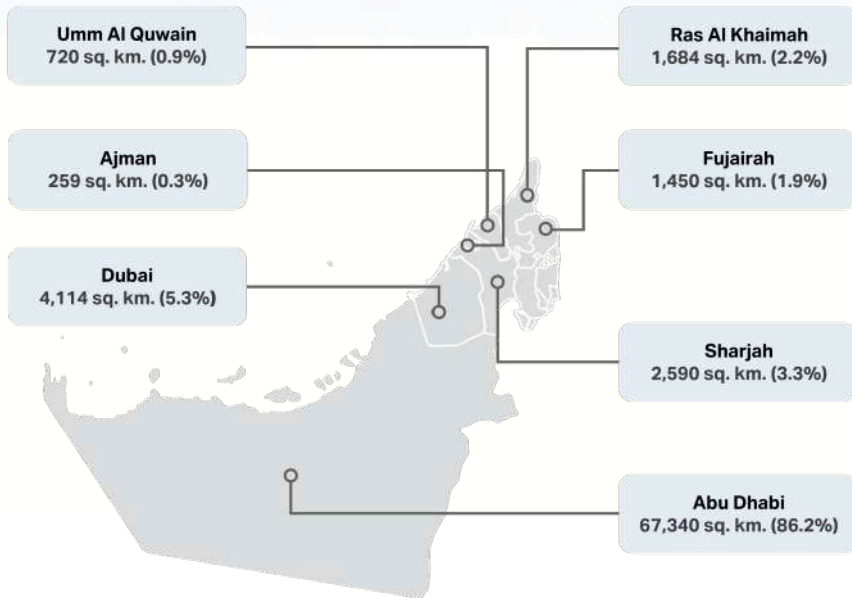 Umm Al Quwain
720 sq. km. (0.9%)
Ras Al Khaimah
1,684 sq. km. (2.2%)
Ajman
259 sq. km. (0.3%)
Fujairah
1,450 sq. km. (1.9%)
Dubai
4,114 sq. km. (5.3%)
Sharjah
2,590 sq. km. (3.3%)
Abu Dhabi
67,340 sq. km. (86.2%)